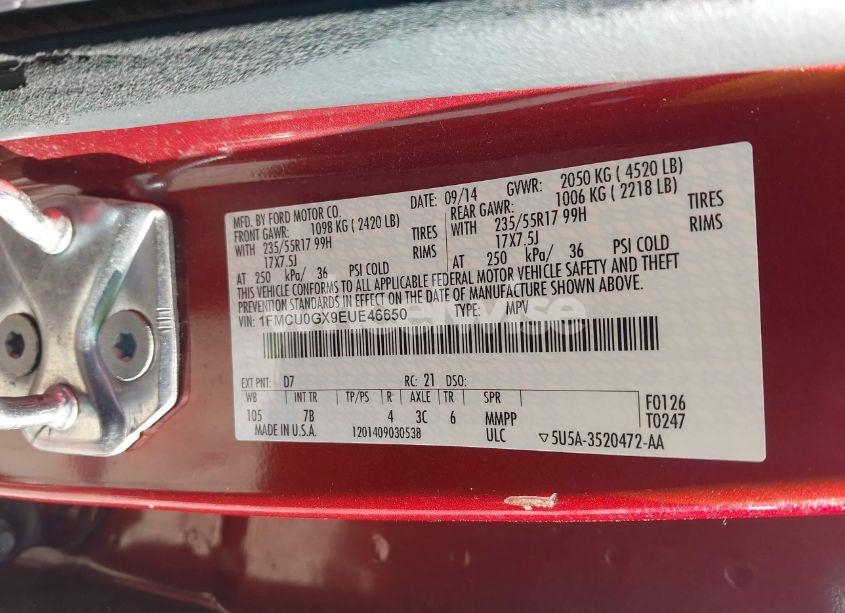 MFD. BY FORD MOTOR CO. DATE: 09/14 GVWR: 2050 KG ( 4520 LB)
FRONT GAWR: 1098 KG ( 2420 LB) REAR GAWR: 1006 KG ( 2218 LB)
WITH 235/55R17 99H TIRES WITH 235/55R17 99H TIRES
17X7.5J RIMS 17X7.5J RIMS
AT 250 kPa/ 36 PSI COLD AT 250 kPa/ 36 PSI COLD
THIS VEHICLE CONFORMS TO ALL APPLICABLE FEDERAL MOTOR VEHICLE SAFETY AND THEFT
PREVENTION STANDARDS IN EFFECT ON THE DATE OF MANUFACTURE SHOWN ABOVE.
VIN: 1FMCU0GX9EUE46650 TYPE: MPV
EXT PNT: D7 RC: 21 DSO:
WB INT TR TP/PS R AXLE TR SPR F0126
105 7B 4 3C 6 MMPP T0247
MADE IN U.S.A. 1201409030538 ULC ▽5U5A-3520472-AA